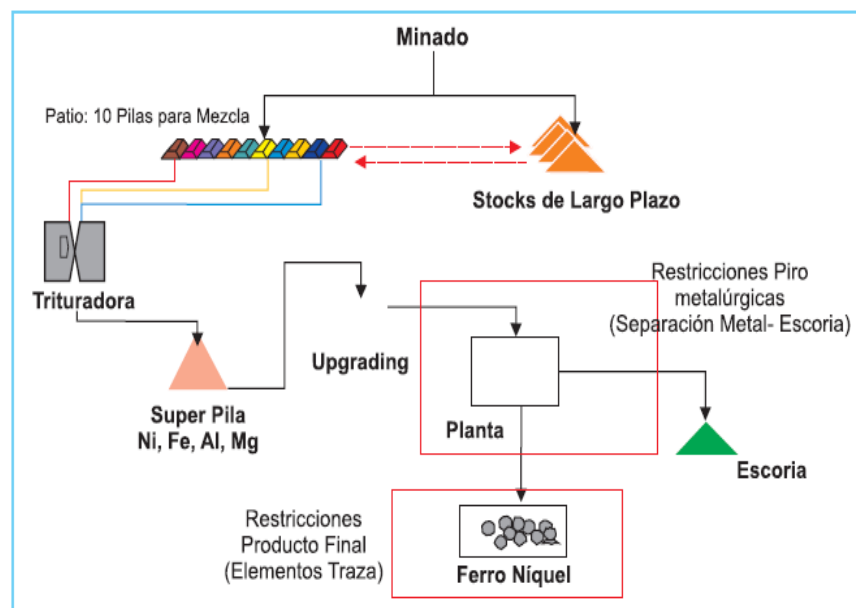 Minado
Patio: 10 Pilas para Mezcla
Stocks de Largo Plazo
Trituradora
Restricciones Piro
metalúrgicas
(Separación Metal- Escoria)
Upgrading
Super Pila
Ni, Fe, Al, Mg
Planta
Escoria
Restricciones
Producto Final
(Elementos Traza)
Ferro Níquel